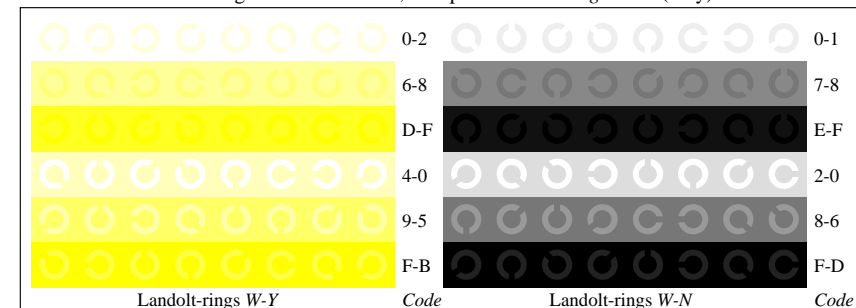 0-2 0-1
6-8 7-8
D-F E-F
4-0 2-0
9-5 8-6
F-B F-D
Landolt-rings W-Y Code Landolt-rings W-N Code